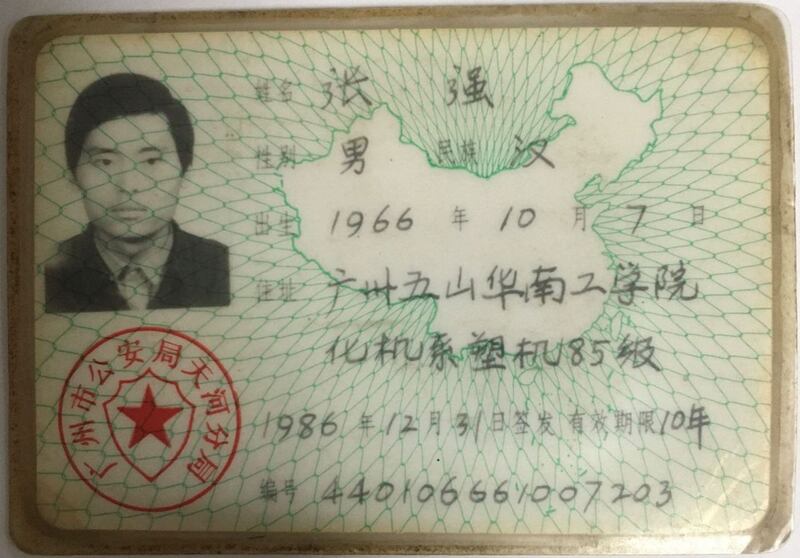 姓名 张 强
性别 男 民族 汉
出生 1966 年 10 月 7 日
住址 广州五山华南工学院
化机系塑机85级
广州市公安局天河分局
1986 年 12 月 31 日签发 有效期限 10年
编号 440106661007203